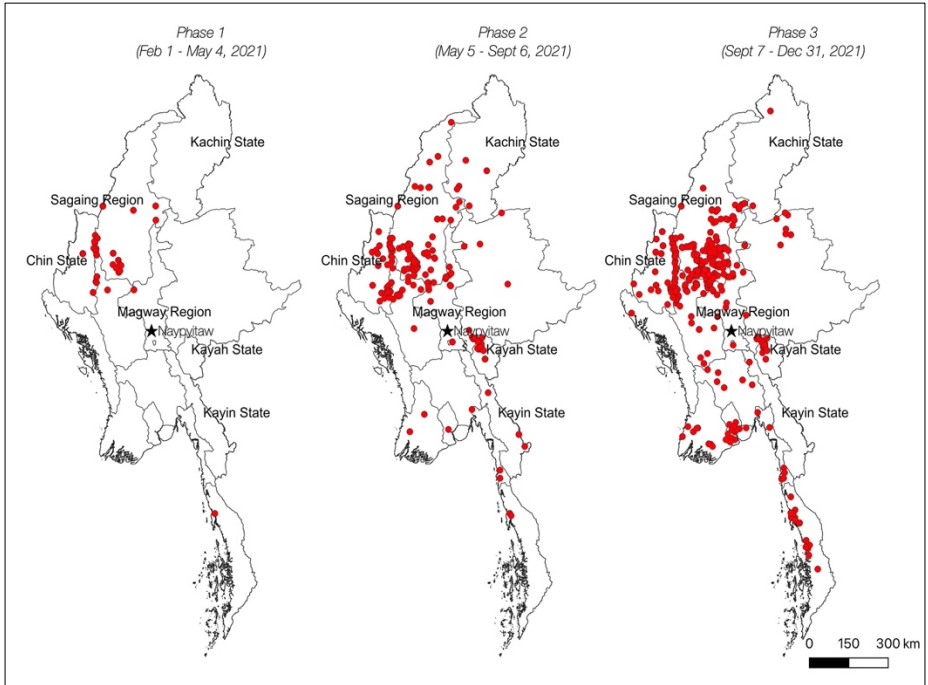 Phase 1
(Feb 1 - May 4, 2021)
Phase 2
(May 5 - Sept 6, 2021)
Phase 3
(Sept 7 - Dec 31, 2021)
Kachin State
Sagaing Region
Chin State
Magway Region
Naypyitaw
Kayah State
Kayin State
Kachin State
Sagaing Region
Chin State
Magway Region
Naypyitaw
Kayah State
Kayin State
Kachin State
Sagaing Region
Chin State
Magway Region
Naypyitaw
Kayah State
Kayin State
0 150 300 km